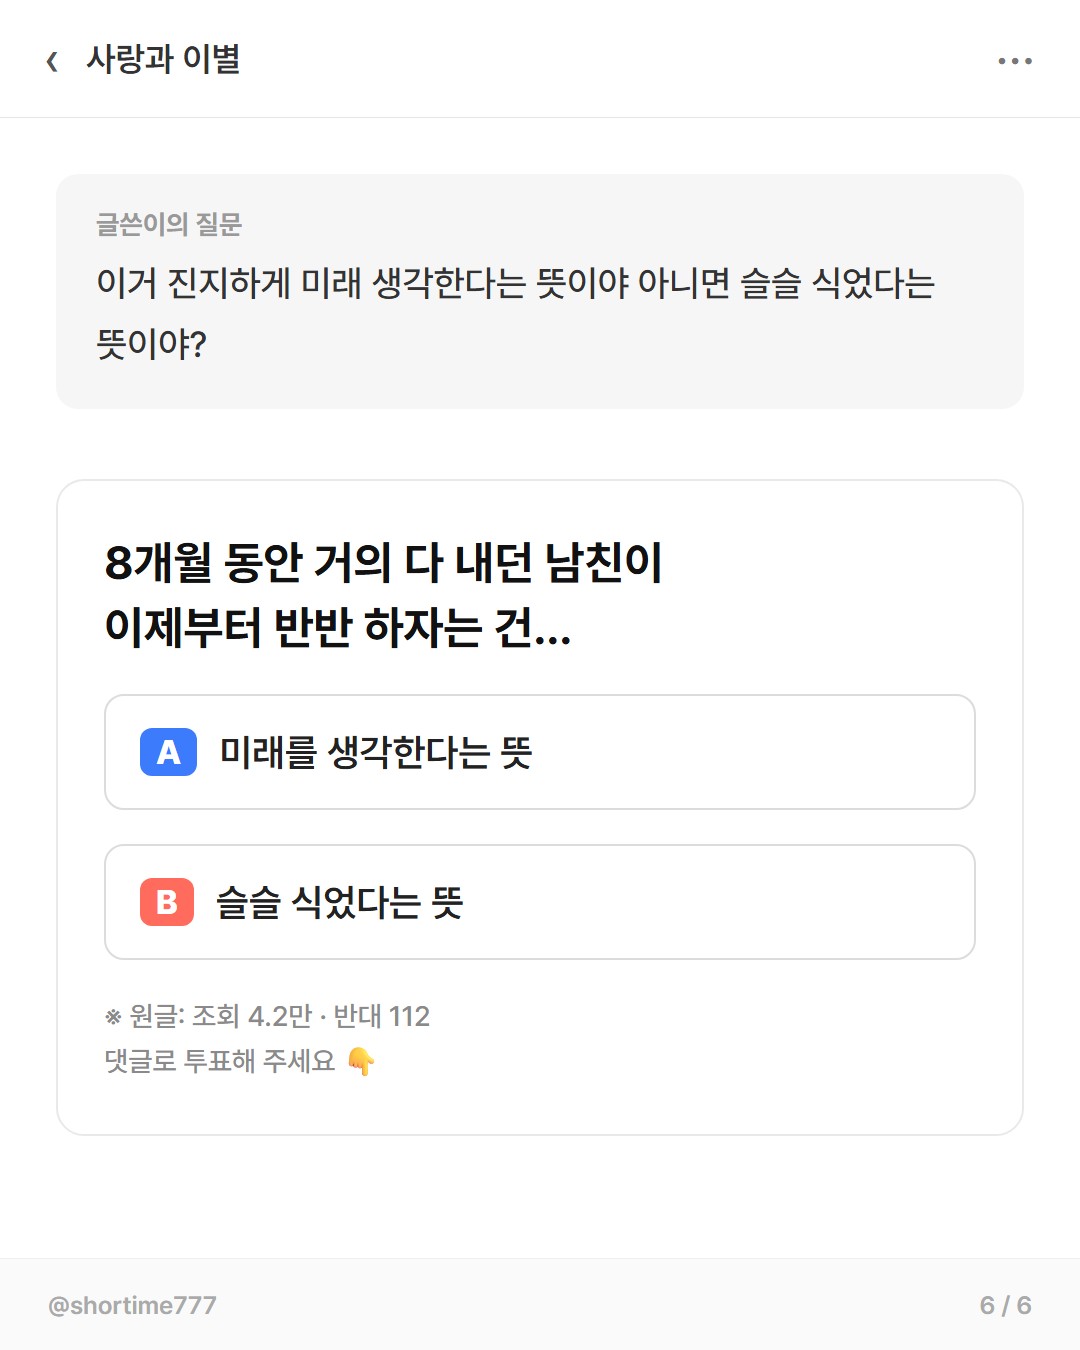 사랑과 이별
글쓴이의 질문
이거 진지하게 미래 생각한다는 뜻이야 아니면 슬슬 식었다는
뜻이야?
8개월 동안 거의 다 내던 남친이
이제부터 반반 하자는 건...
A 미래를 생각한다는 뜻
B 슬슬 식었다는 뜻
※ 원글: 조회 4.2만 · 반대 112
댓글로 투표해 주세요 👇
@shortime777
6 / 6